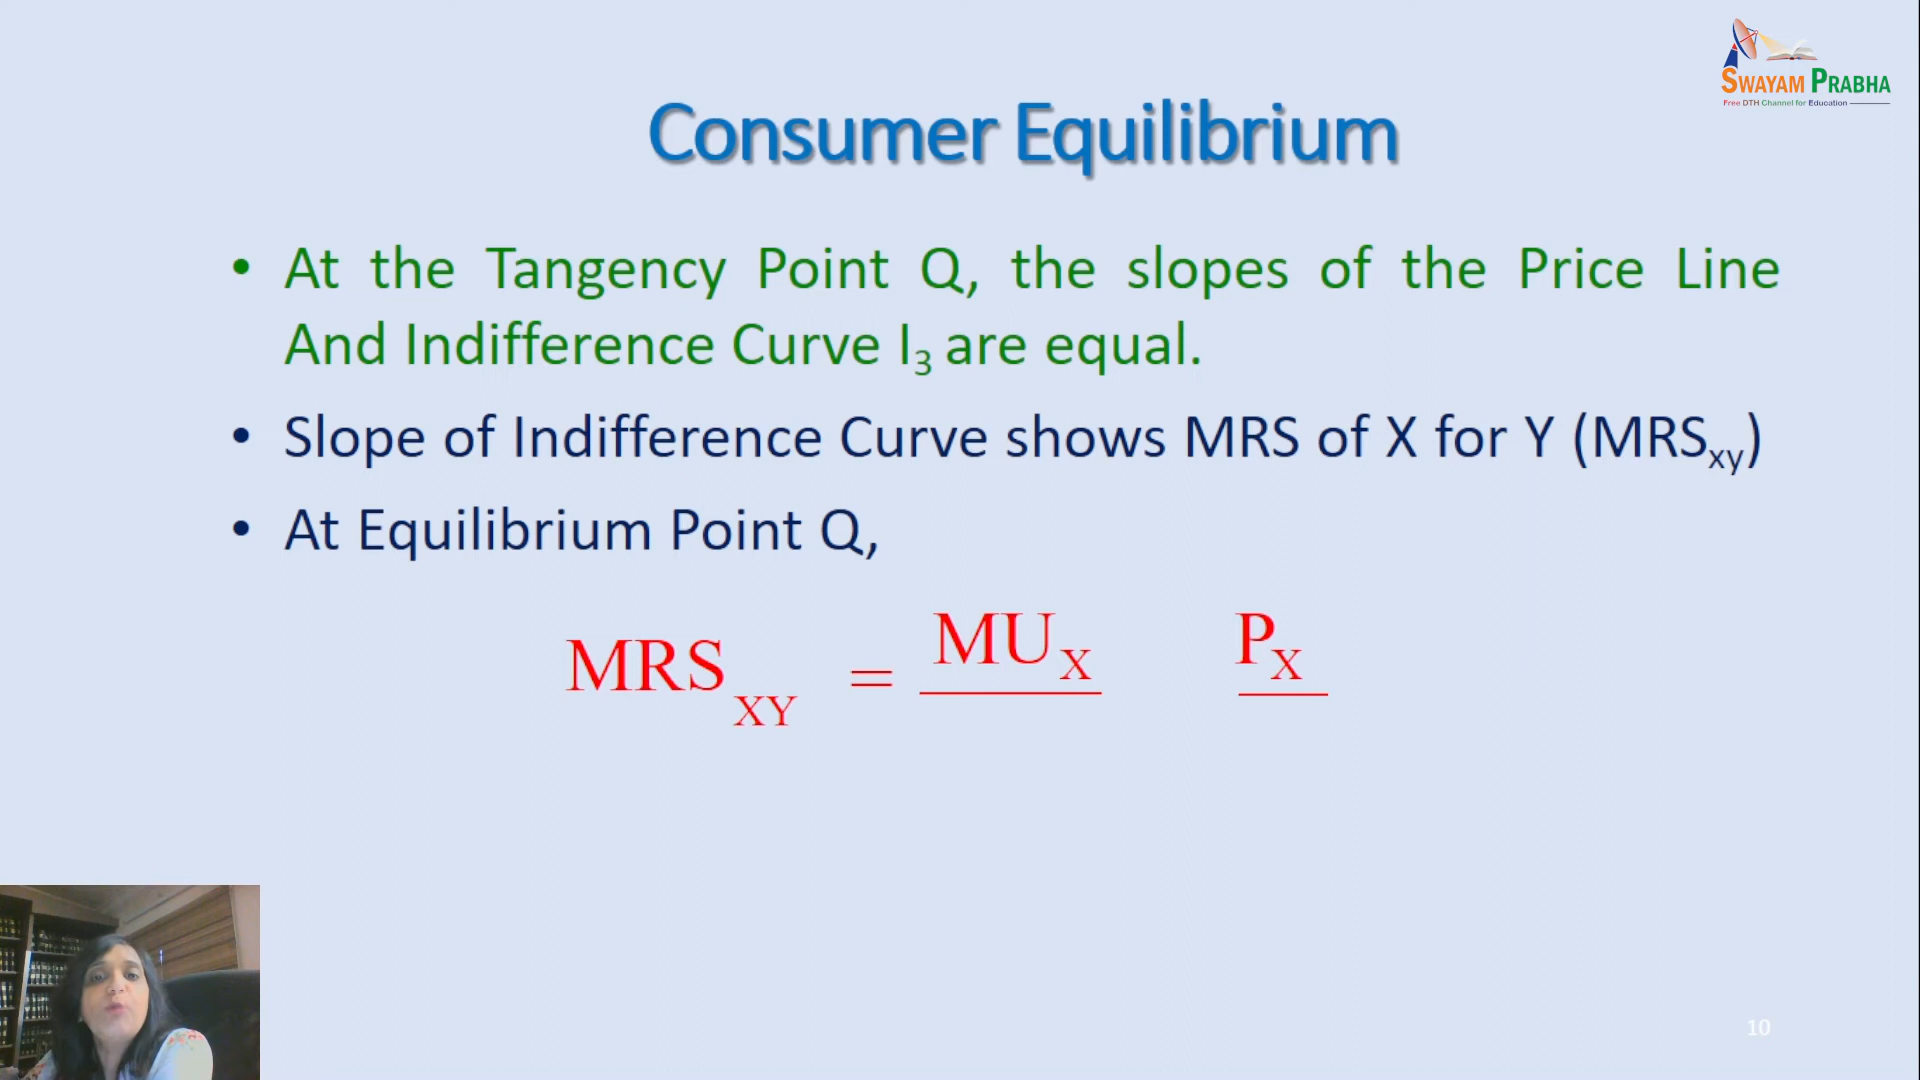 SWAYAM PRABHA
Free DTH Channel for Education
Consumer Equilibrium
• At the Tangency Point Q, the slopes of the Price Line
And Indifference Curve I₃ are equal.
• Slope of Indifference Curve shows MRS of X for Y (MRSxy)
• At Equilibrium Point Q,
MRS XY = MU X P X
10